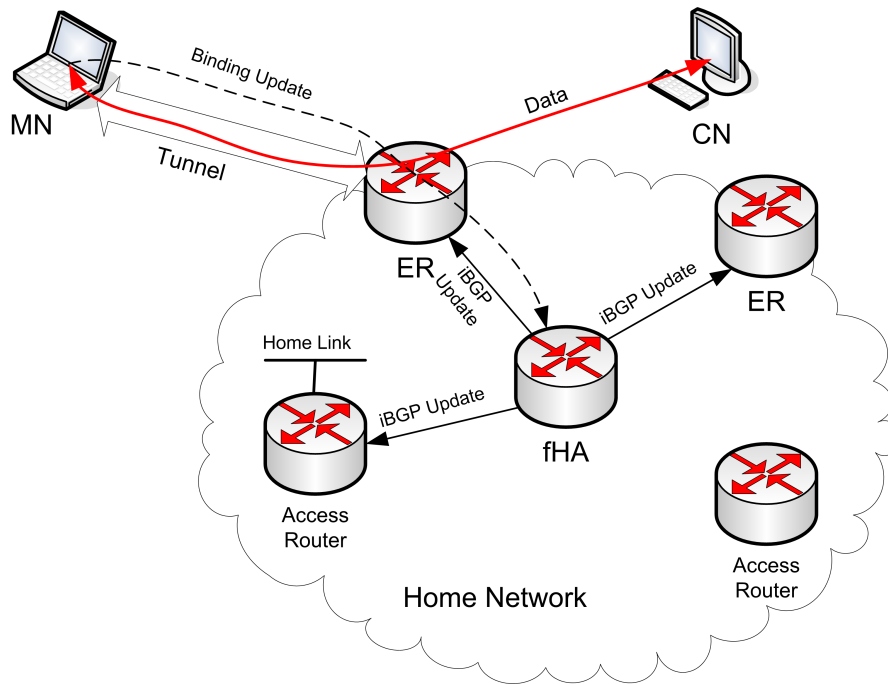 Binding Update
MN
Data
CN
Tunnel
ER
iBGP
Update
iBGP Update
ER
Home Link
iBGP Update
fHA
Access
Router
Access
Router
Home Network